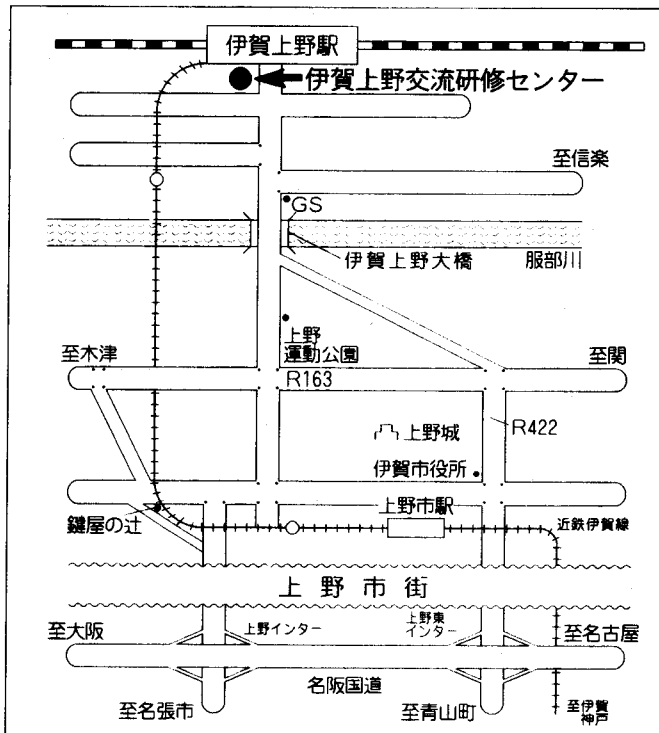 伊賀上野駅
伊賀上野交流研修センター
至信楽
GS
伊賀上野大橋
服部川
上野
運動公園
至木津
至関
R163
R422
上野城
伊賀市役所
鍵屋の辻
上野市駅
近鉄伊賀線
上野市街
至大阪
上野インター
上野東
インター
至名古屋
名阪国道
至名張市
至青山町
至伊賀
神戸